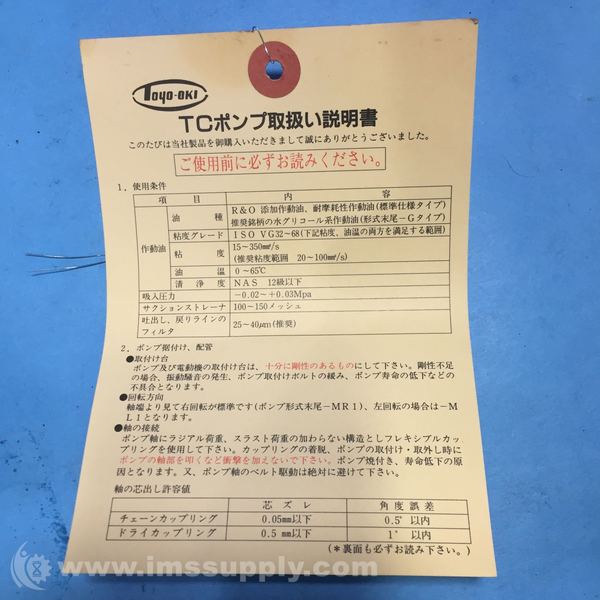 Toyo-OKI
TCポンプ取扱い説明書
このたびは当社製品を御購入いただきまして誠にありがとうございました。
ご使用前に必ずお読みください。
1. 使用条件
項 目 内 容
作動油 油 種 R&O 添加作動油、耐摩耗性作動油(標準仕様タイプ)
推奨銘柄の水グリコール系作動油(形式末尾-Gタイプ)
粘度グレード ISO VG32~68(下記粘度、油温の両方を満足する範囲)
粘 度 15~350㎟/s
(推奨粘度範囲 20~100㎟/s)
油 温 0~65℃
清 浄 度 NAS 12級以下
吸入圧力 -0.02~+0.03Mpa
サクションストレーナ 100~150メッシュ
吐出し、戻りラインの
フィルタ 25~40μm(推奨)
2. ポンプ据付け、配管
●取付け台
ポンプ及び電動機の取付け台は、十分に剛性のあるものにして下さい。剛性不足
の場合、振動騒音の発生、ポンプ取付けボルトの緩み、ポンプ寿命の低下などの
不具合となります。
●回転方向
軸端より見て右回転が標準です(ポンプ形式末尾-MR1)、左回転の場合は-M
L1となります。
●軸の接続
ポンプ軸にラジアル荷重、スラスト荷重の加わらない構造としフレキシブルカッ
プリングを使用して下さい。カップリングの着脱、ポンプの取付け・取外し時に
ポンプの軸部を叩くなど衝撃を加えないで下さい。ポンプ焼付き、寿命低下の原
因となります。又、ポンプ軸のベルト駆動は絶対に避けて下さい。
軸の芯出し許容値
芯 ズ レ 角 度 誤 差
チェーンカップリング 0.05mm以下 0.5° 以内
ドライカップリング 0.5 mm以下 1° 以内
(*裏面も必ずお読み下さい。)
© www.imssupply.com